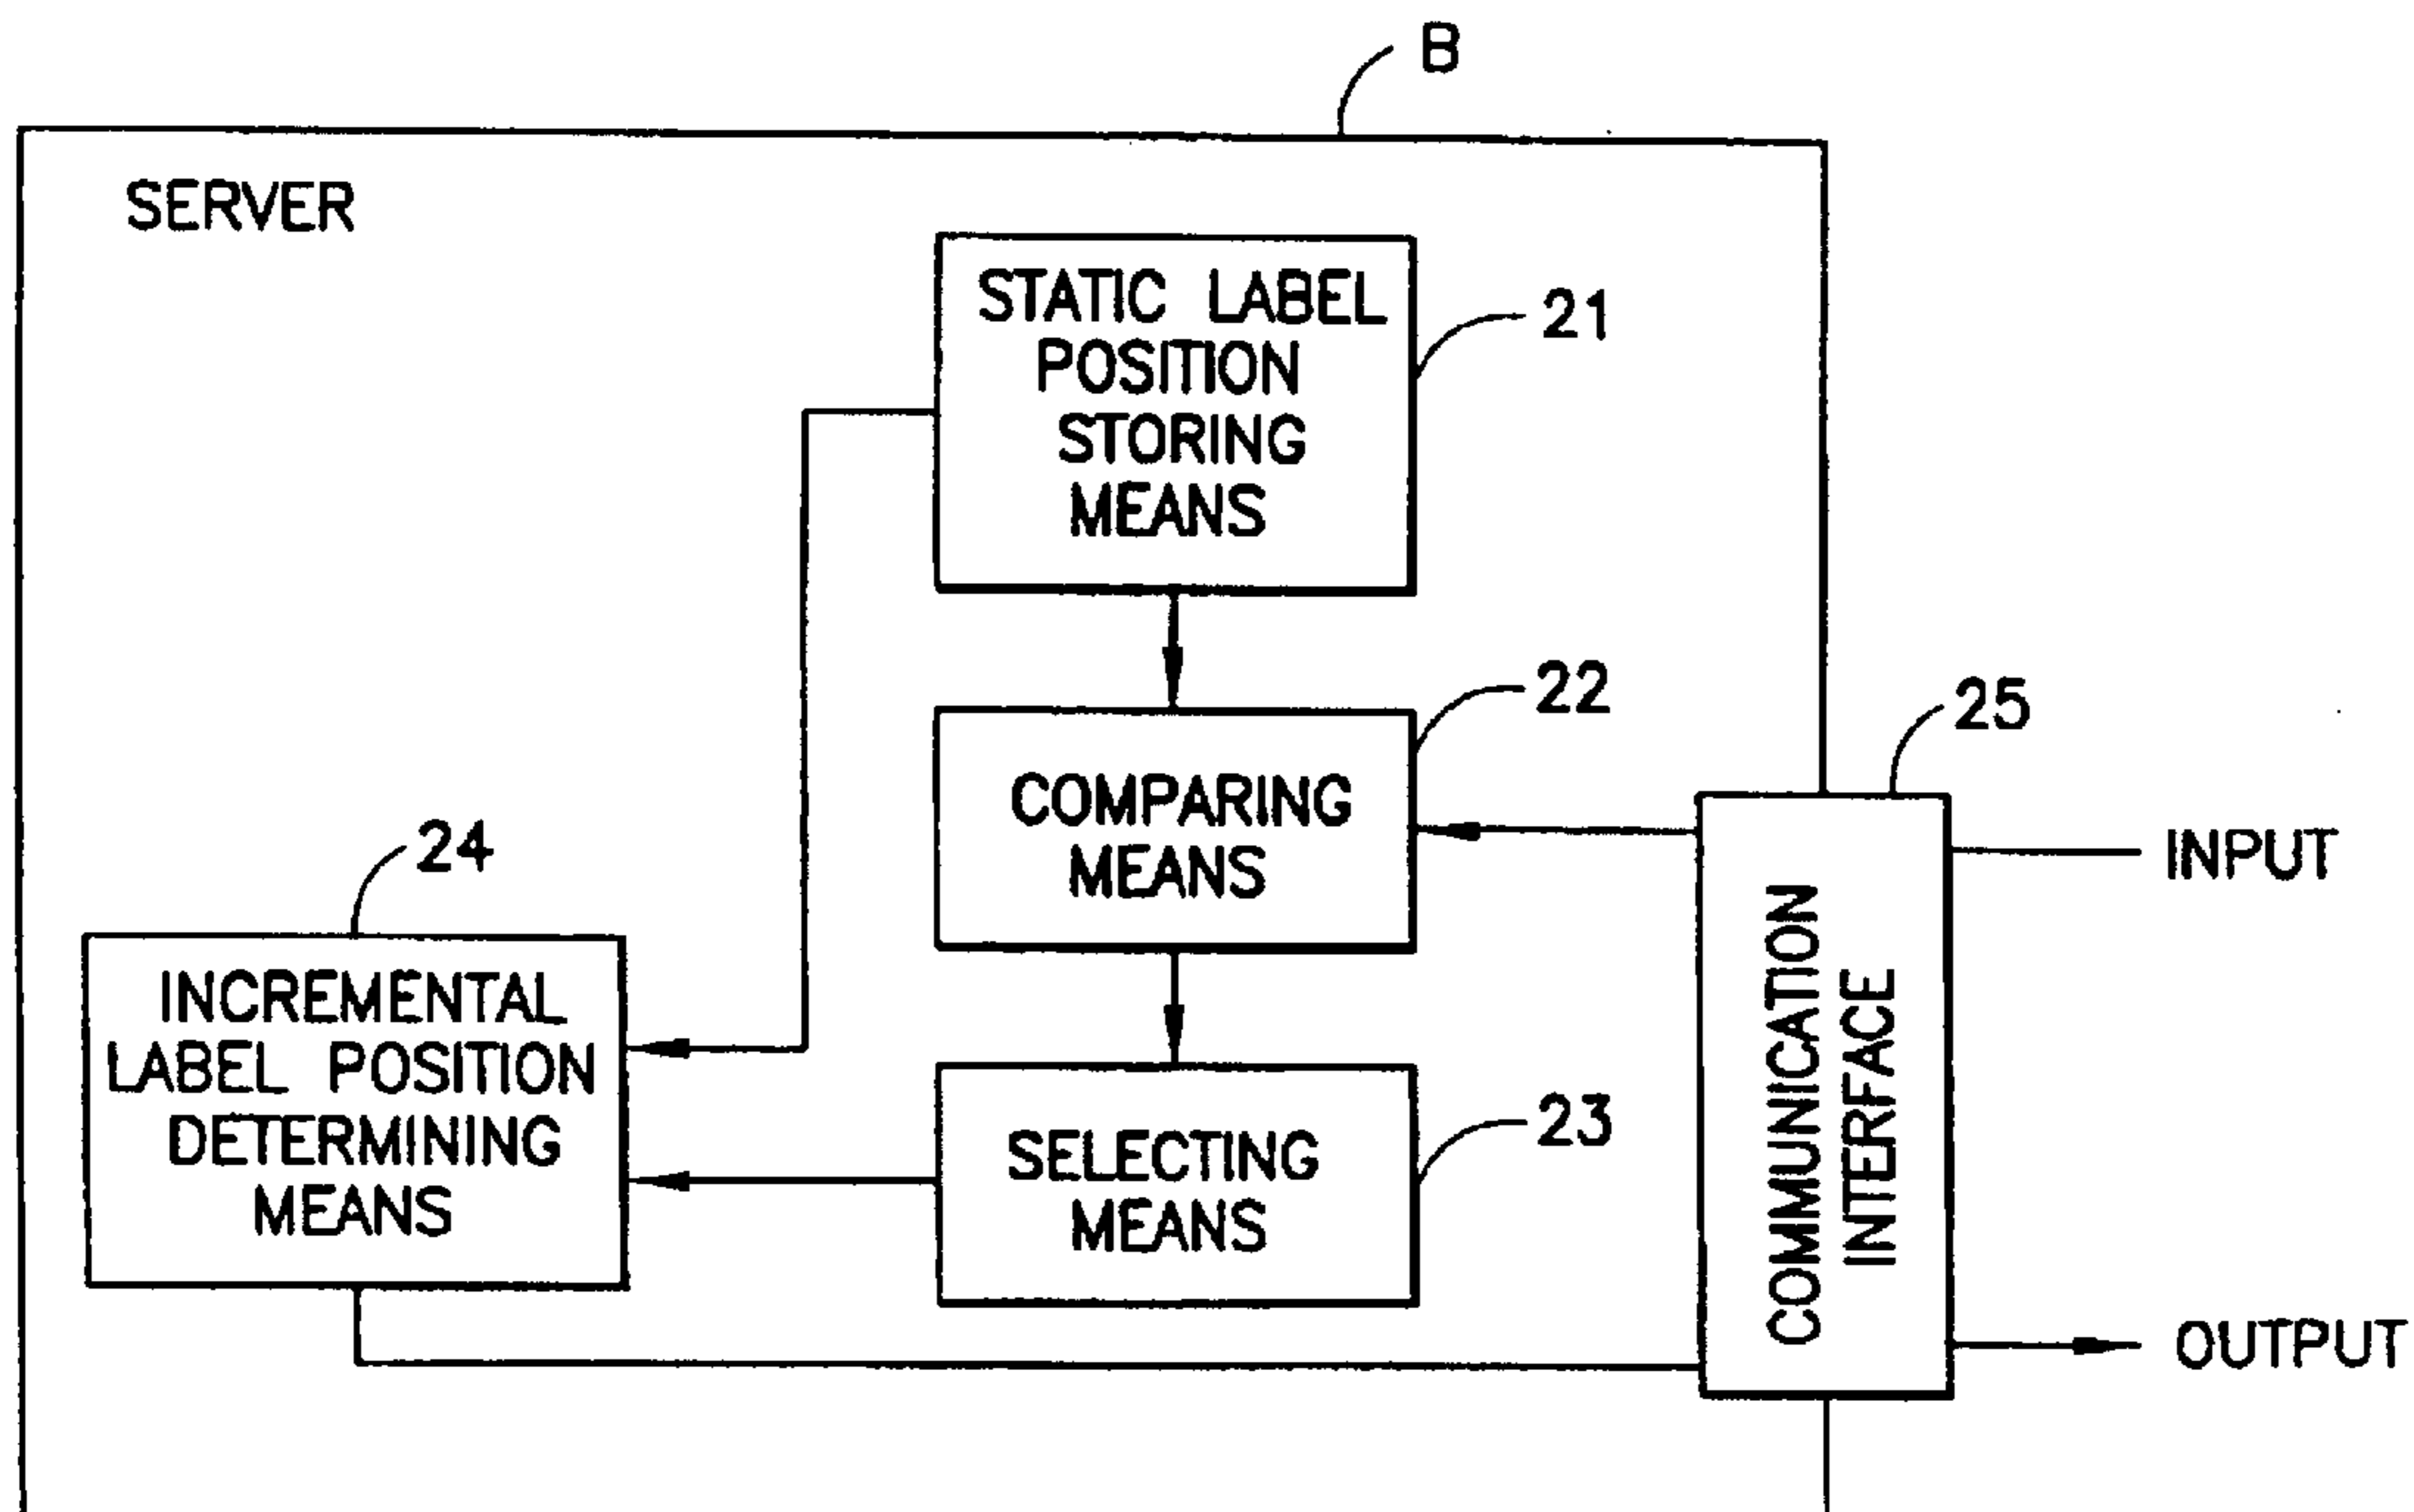 B
SERVER
STATIC LABEL
POSITION
STORING
MEANS
21
22
COMPARING
MEANS
25
INPUT
24
INCREMENTAL
LABEL POSITION
DETERMINING
MEANS
23
SELECTING
MEANS
COMMUNICATION
INTERFACE
OUTPUT